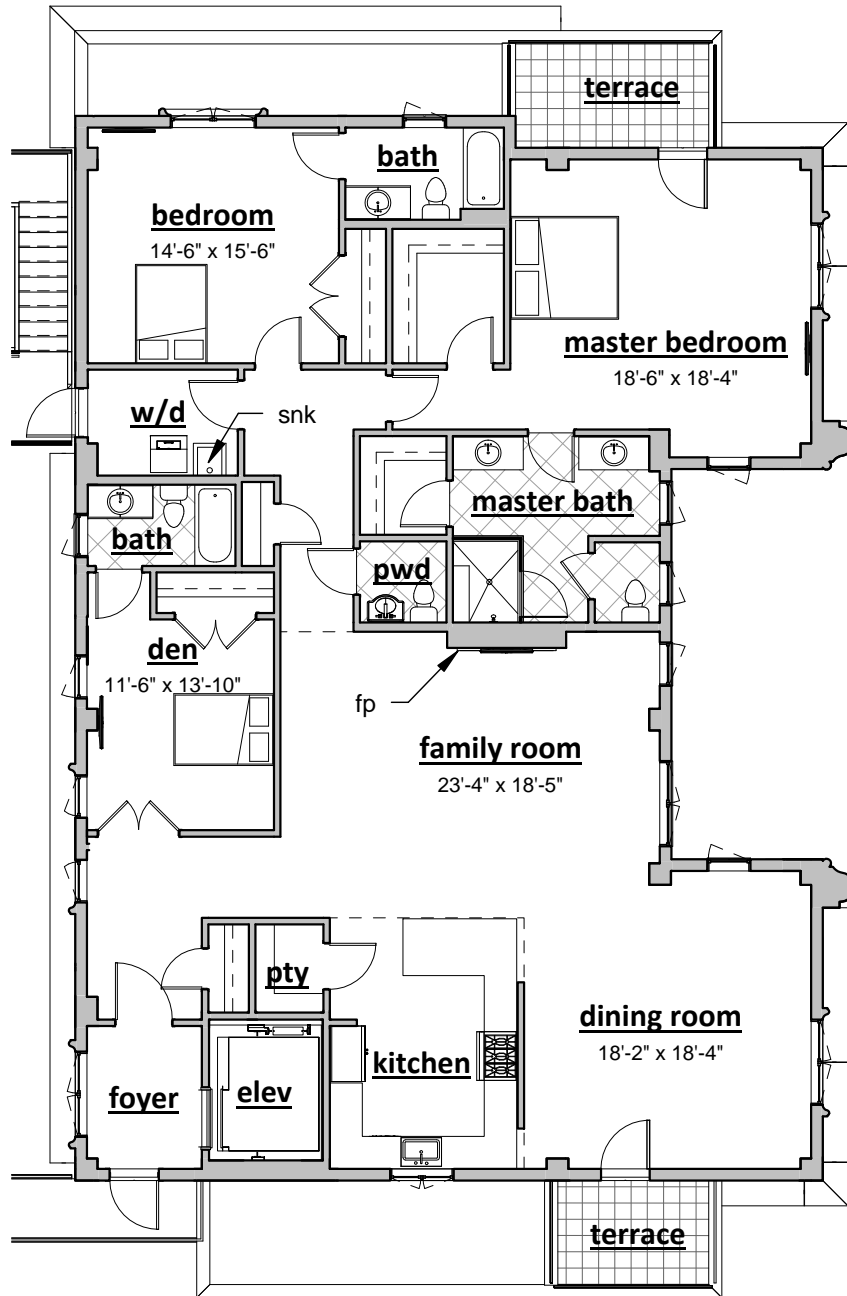 terrace
bath
bedroom
14'-6" x 15'-6"
master bedroom
18'-6" x 18'-4"
w/d
snk
master bath
bath
pwd
den
11'-6" x 13'-10"
fp
family room
23'-4" x 18'-5"
pty
dining room
18'-2" x 18'-4"
kitchen
foyer
elev
terrace